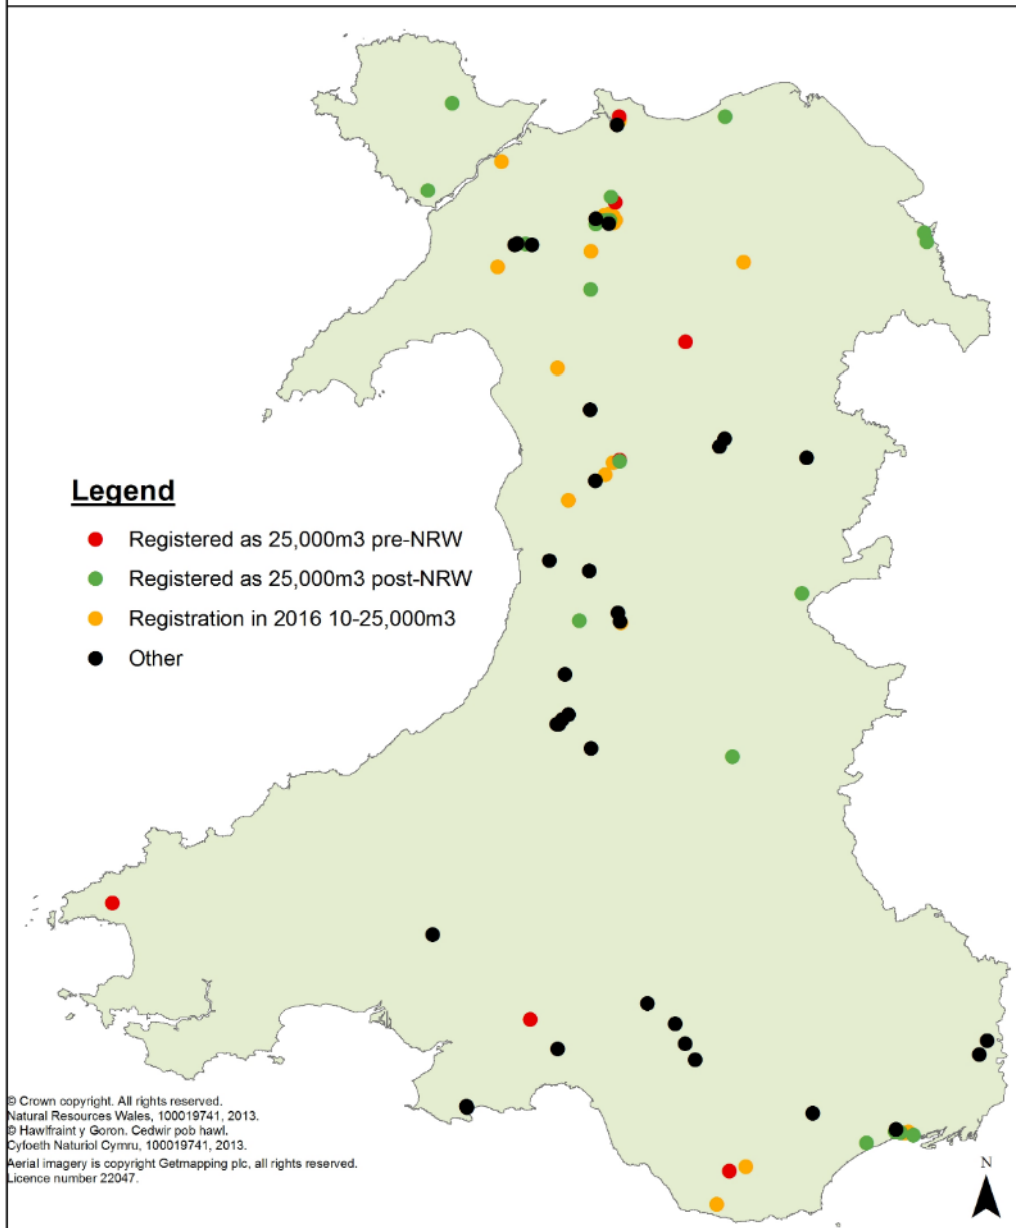 Legend
Registered as 25,000m3 pre-NRW
Registered as 25,000m3 post-NRW
Registration in 2016 10-25,000m3
Other
© Crown copyright. All rights reserved.
Natural Resources Wales, 100019741, 2013.
© Hawlfraint y Goron. Cedwir pob hawl.
Cyfoeth Naturiol Cymru, 100019741, 2013.
Aerial imagery is copyright Getmapping plc, all rights reserved.
Licence number 22047.
N